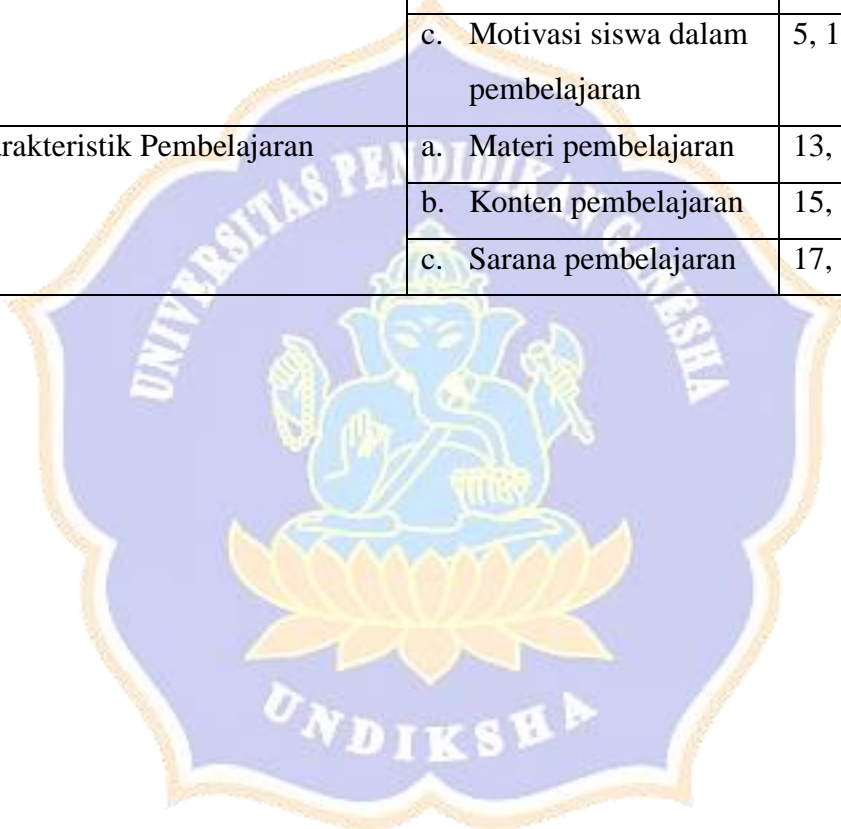 c. Motivasi siswa dalam 5, 1
pembelajaran
arakteristik Pembelajaran a. Materi pembelajaran 13,
b. Konten pembelajaran 15,
c. Sarana pembelajaran 17,
UNIVERSITAS PENDIDIKAN GANESHA
UNDIKSHA